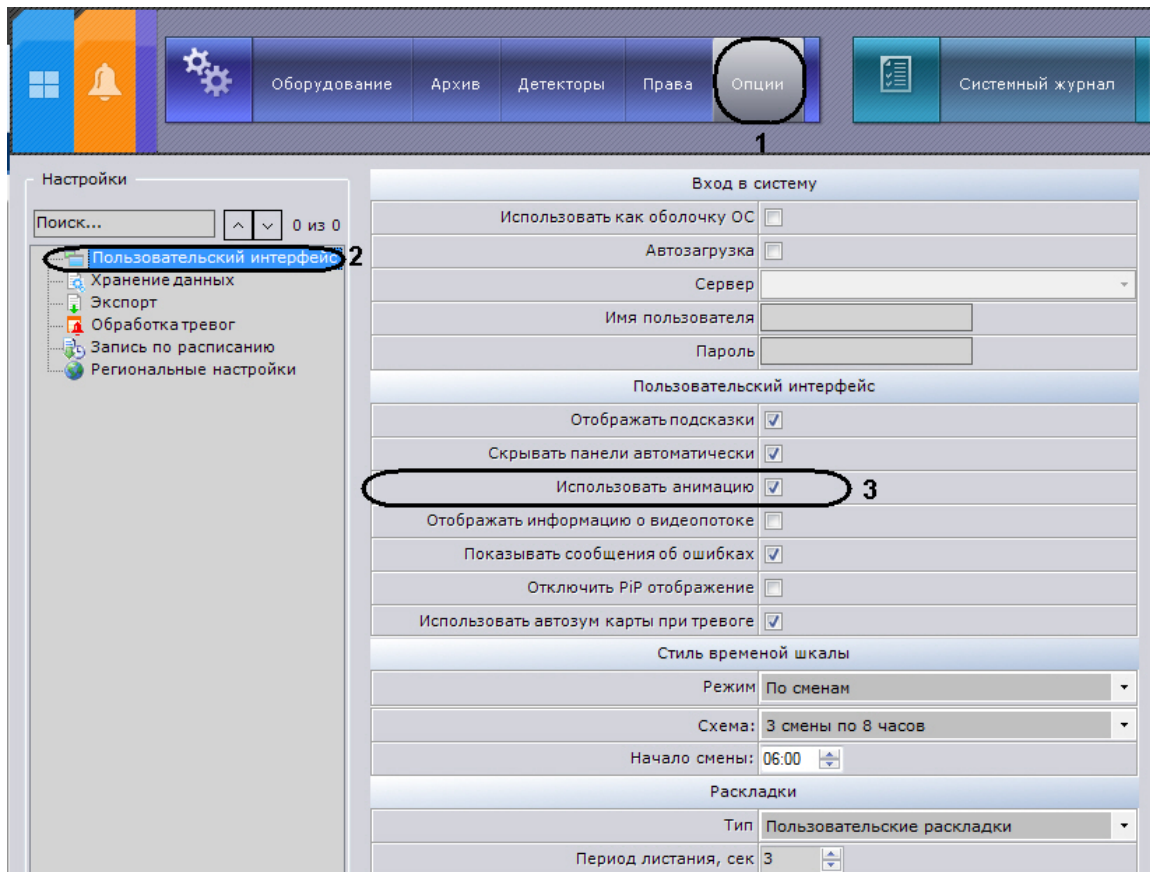 Оборудование Архив Детекторы Права Опции Системный журнал
1
Настройки
Поиск... 0 из 0
Пользовательский интерфейс 2
Хранение данных
Экспорт
Обработка тревог
Запись по расписанию
Региональные настройки
Вход в систему
Использовать как оболочку ОС
Автозагрузка
Сервер
Имя пользователя
Пароль
Пользовательский интерфейс
Отображать подсказки
Скрывать панели автоматически
Использовать анимацию 3
Отображать информацию о видеопотоке
Показывать сообщения об ошибках
Отключить PiP отображение
Использовать автозум карты при тревоге
Стиль временой шкалы
Режим По сменам
Схема: 3 смены по 8 часов
Начало смены: 06:00
Раскладки
Тип Пользовательские раскладки
Период листания, сек 3